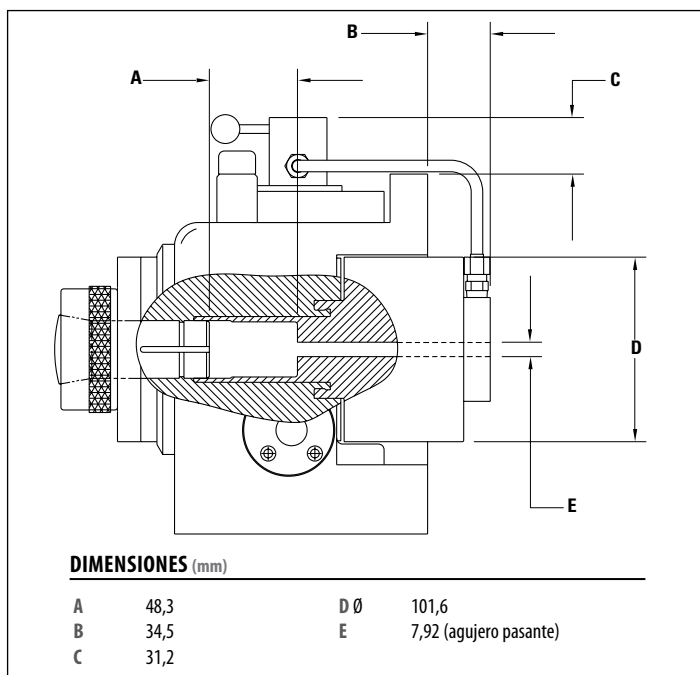 B
A
C
D
E
DIMENSIONES (mm)
A 48,3 D Ø 101,6
B 34,5 E 7,92 (agujero pasante)
C 31,2